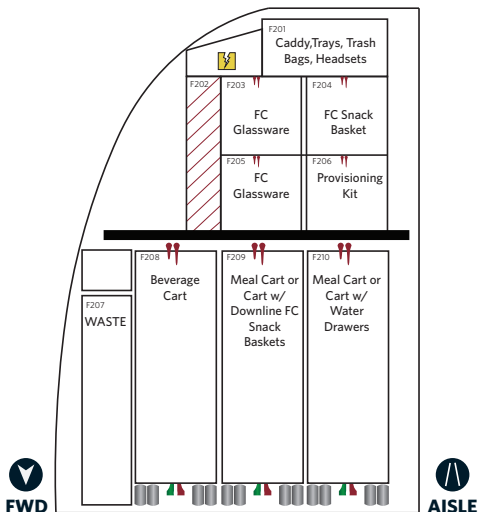 F201
Caddy,Trays, Trash
Bags, Headsets
F202
F203
FC
Glassware
F204
FC Snack
Basket
F205
FC
Glassware
F206
Provisioning
Kit
F207
WASTE
F208
Beverage
Cart
F209
Meal Cart or
Cart w/
Downline FC
Snack
Baskets
F210
Meal Cart or
Cart w/
Water
Drawers
FWD
AISLE